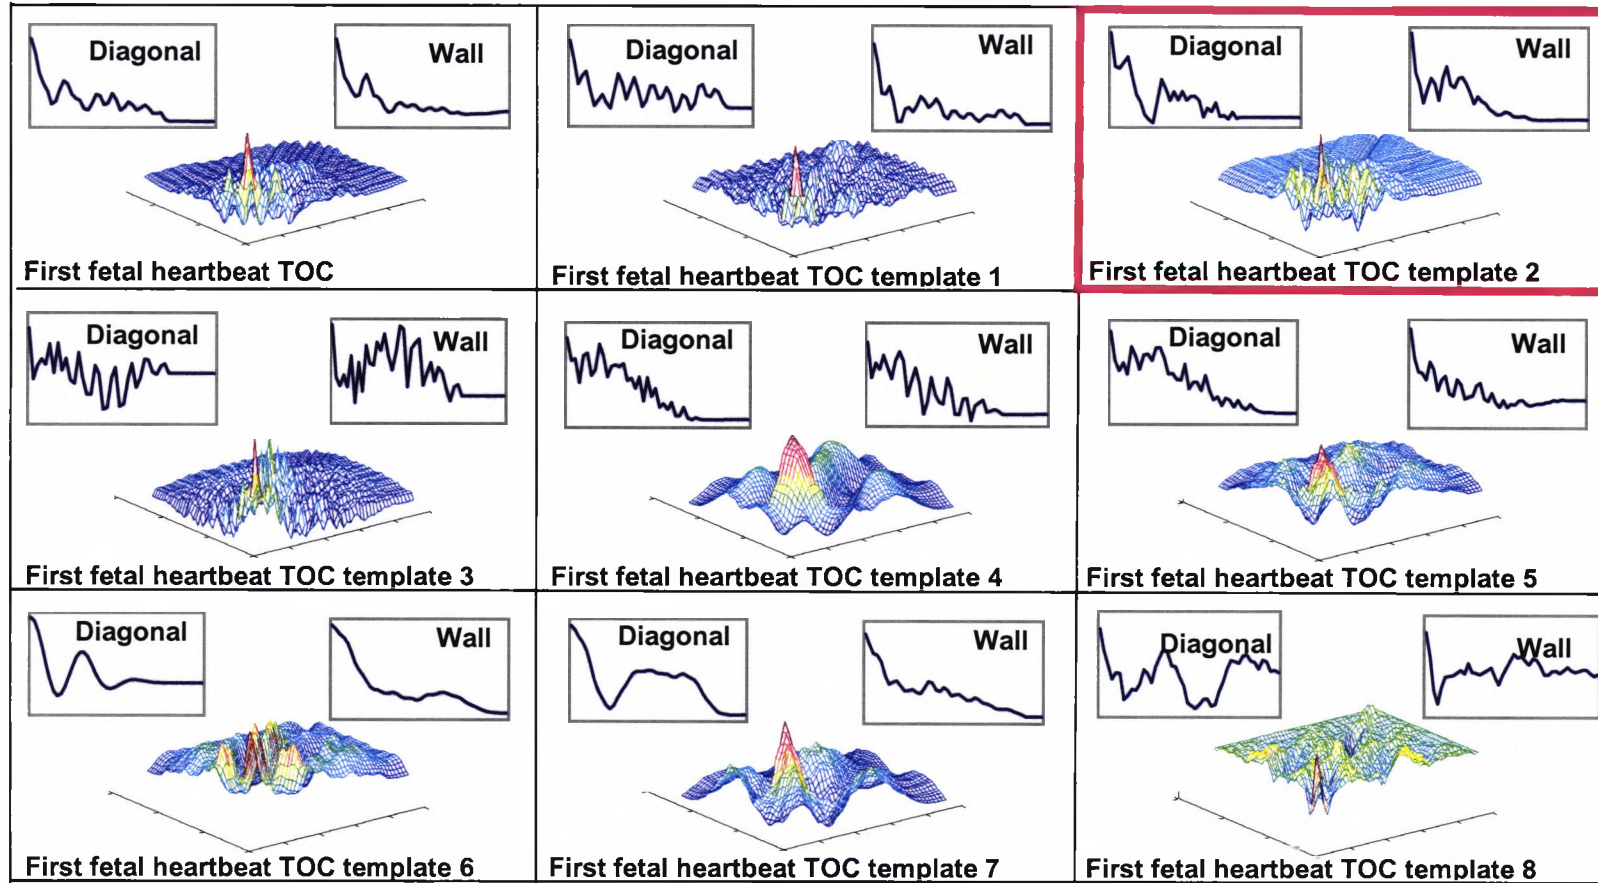 Diagonal
Wall
First fetal heartbeat TOC
Diagonal
Wall
First fetal heartbeat TOC template 1
Diagonal
Wall
First fetal heartbeat TOC template 2
Diagonal
Wall
First fetal heartbeat TOC template 3
Diagonal
Wall
First fetal heartbeat TOC template 4
Diagonal
Wall
First fetal heartbeat TOC template 5
Diagonal
Wall
First fetal heartbeat TOC template 6
Diagonal
Wall
First fetal heartbeat TOC template 7
Diagonal
Wall
First fetal heartbeat TOC template 8